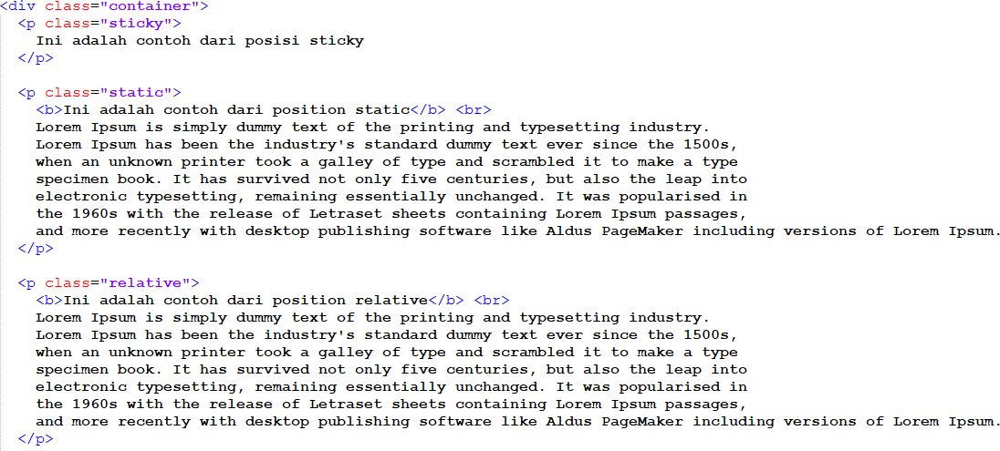 <div class="container">
<p class="sticky">
Ini adalah contoh dari posisi sticky
</p>
<p class="static">
<b>Ini adalah contoh dari position static</b> <br>
Lorem Ipsum is simply dummy text of the printing and typesetting industry.
Lorem Ipsum has been the industry's standard dummy text ever since the 1500s,
when an unknown printer took a galley of type and scrambled it to make a type
specimen book. It has survived not only five centuries, but also the leap into
electronic typesetting, remaining essentially unchanged. It was popularised in
the 1960s with the release of Letraset sheets containing Lorem Ipsum passages,
and more recently with desktop publishing software like Aldus PageMaker including versions of Lorem Ipsum.
</p>
<p class="relative">
<b>Ini adalah contoh dari position relative</b> <br>
Lorem Ipsum is simply dummy text of the printing and typesetting industry.
Lorem Ipsum has been the industry's standard dummy text ever since the 1500s,
when an unknown printer took a galley of type and scrambled it to make a type
specimen book. It has survived not only five centuries, but also the leap into
electronic typesetting, remaining essentially unchanged. It was popularised in
the 1960s with the release of Letraset sheets containing Lorem Ipsum passages,
and more recently with desktop publishing software like Aldus PageMaker including versions of Lorem Ipsum.
</p>